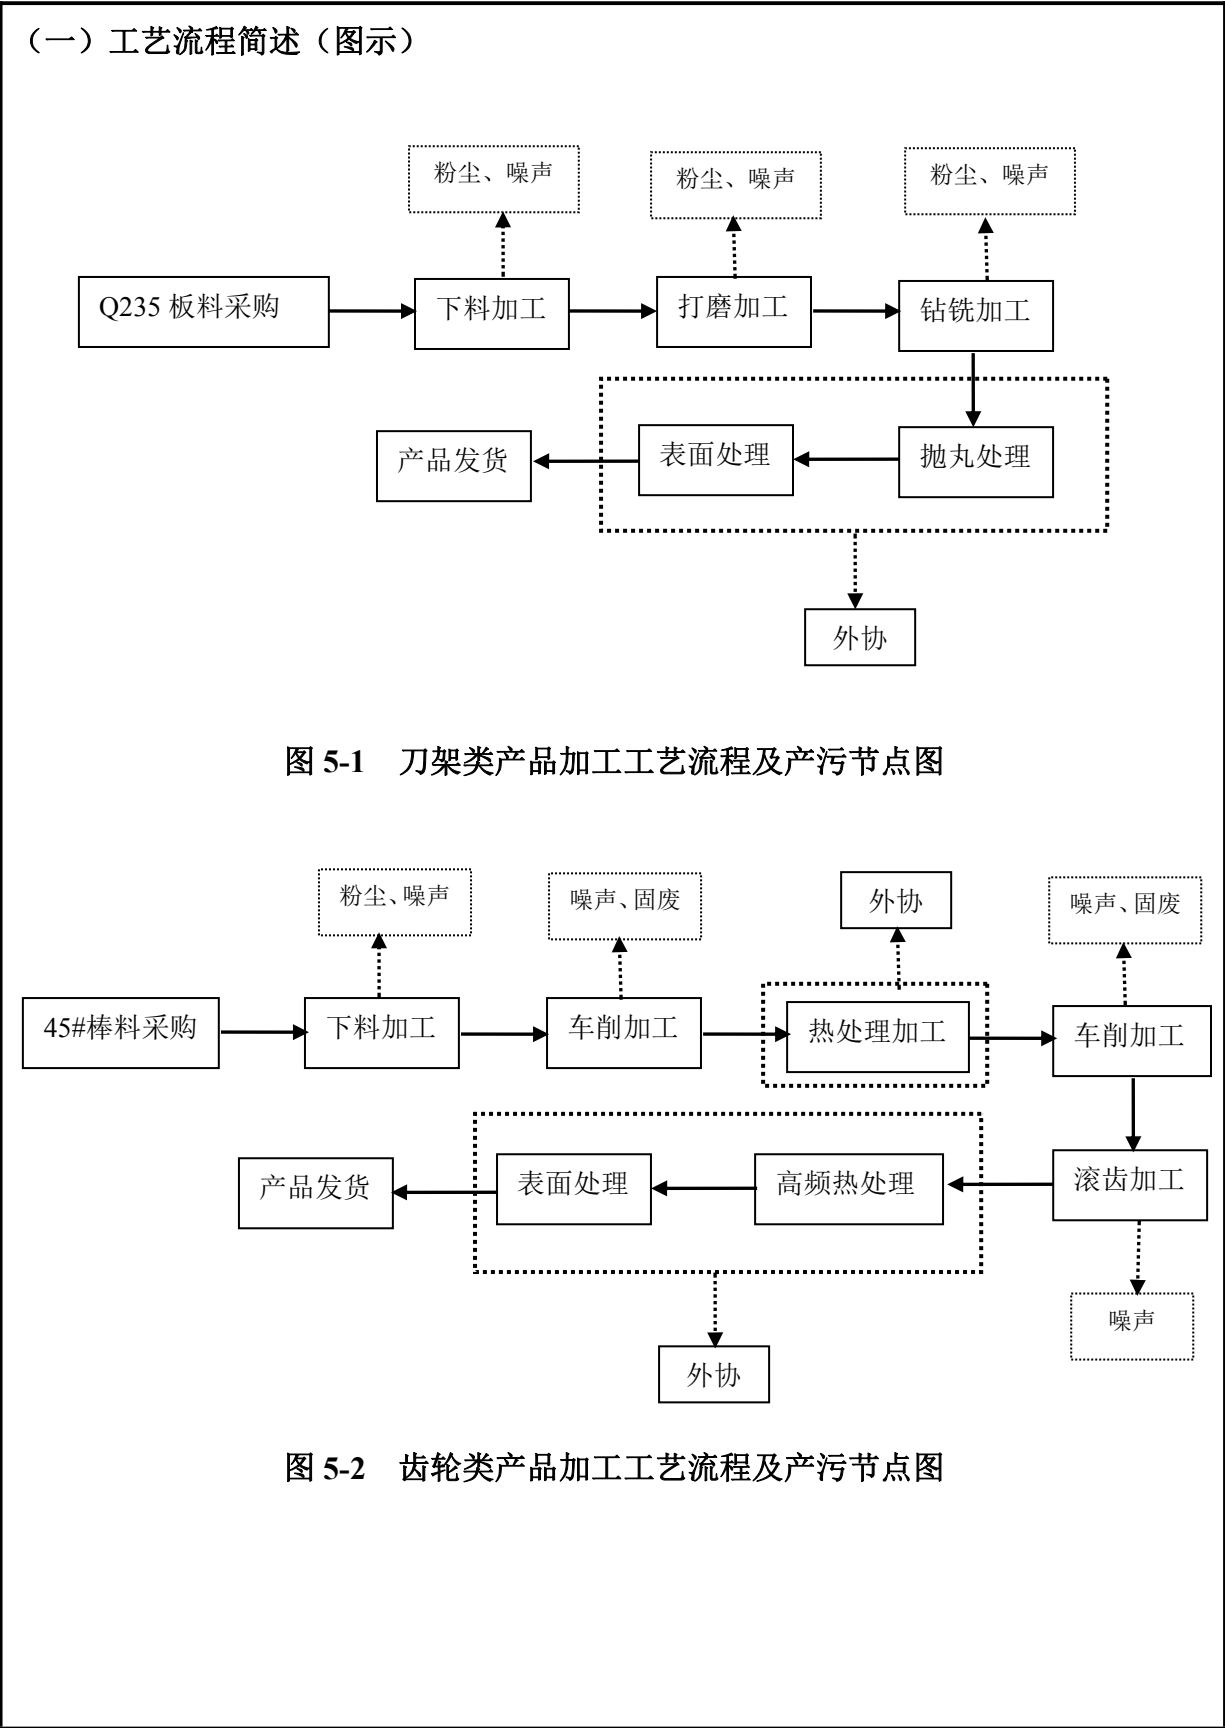 （一）工艺流程简述（图示）
粉尘、噪声
粉尘、噪声
粉尘、噪声
Q235 板料采购
下料加工
打磨加工
钻铣加工
产品发货
表面处理
抛丸处理
外协
图 5-1 刀架类产品加工工艺流程及产污节点图
粉尘、噪声
噪声、固废
外协
噪声、固废
45#棒料采购
下料加工
车削加工
热处理加工
车削加工
产品发货
表面处理
高频热处理
滚齿加工
噪声
外协
图 5-2 齿轮类产品加工工艺流程及产污节点图